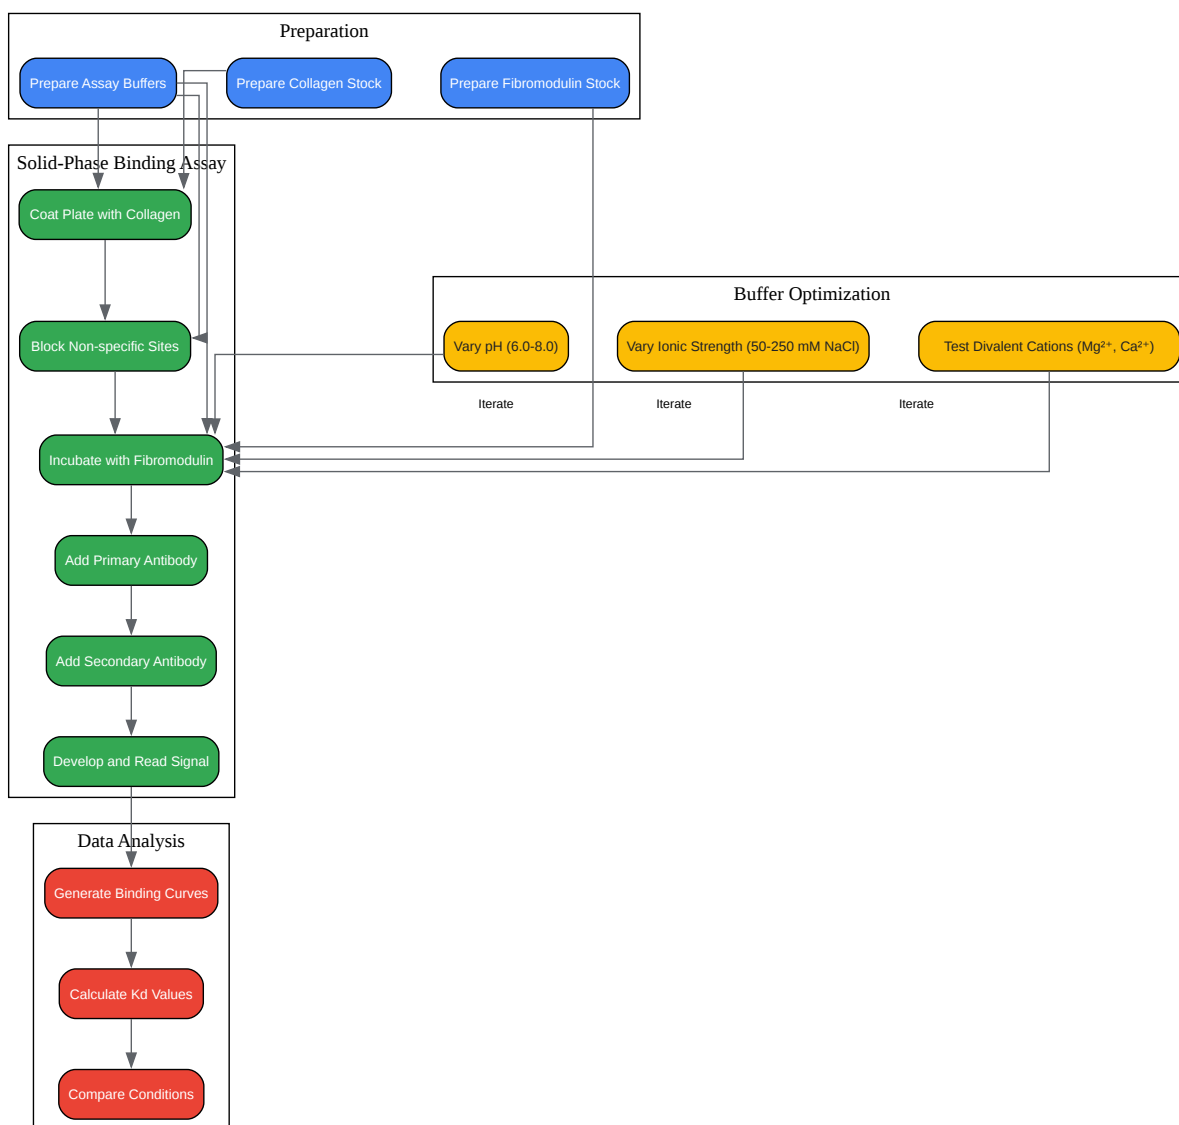 Preparation
Prepare Assay Buffers
Prepare Collagen Stock
Prepare Fibromodulin Stock
Solid-Phase Binding Assay
Coat Plate with Collagen
Block Non-specific Sites
Buffer Optimization
Vary pH (6.0-8.0)
Vary Ionic Strength (50-250 mM NaCl)
Test Divalent Cations (Mg²⁺, Ca²⁺)
Iterate
Iterate
Iterate
Incubate with Fibromodulin
Add Primary Antibody
Add Secondary Antibody
Develop and Read Signal
Data Analysis
Generate Binding Curves
Calculate Kd Values
Compare Conditions